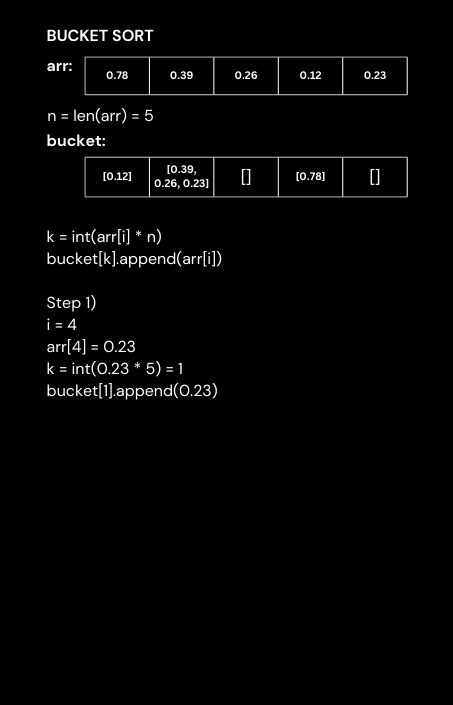 BUCKET SORT
arr: 0.78 0.39 0.26 0.12 0.23
n = len(arr) = 5
bucket:
[0.12] [0.39, 0.26, 0.23] [] [0.78] []
k = int(arr[i] * n)
bucket[k].append(arr[i])
Step 1)
i = 4
arr[4] = 0.23
k = int(0.23 * 5) = 1
bucket[1].append(0.23)